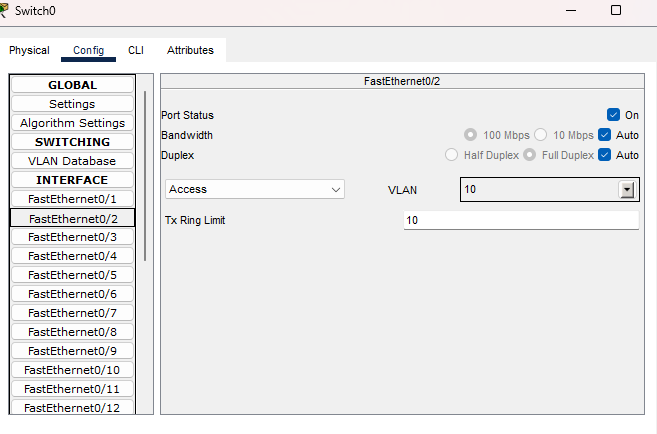 Switch0
Physical Config CLI Attributes
GLOBAL
Settings
Algorithm Settings
SWITCHING
VLAN Database
INTERFACE
FastEthernet0/1
FastEthernet0/2
FastEthernet0/3
FastEthernet0/4
FastEthernet0/5
FastEthernet0/6
FastEthernet0/7
FastEthernet0/8
FastEthernet0/9
FastEthernet0/10
FastEthernet0/11
FastEthernet0/12
FastEthernet0/2
Port Status On
Bandwidth 100 Mbps 10 Mbps Auto
Duplex Half Duplex Full Duplex Auto
Access VLAN 10
Tx Ring Limit 10